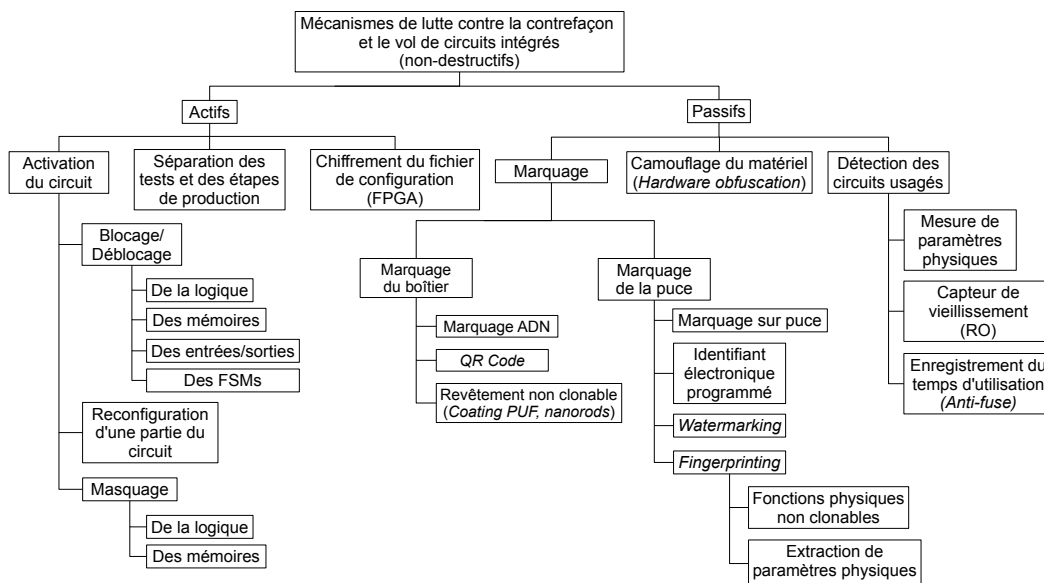 Mécanismes de lutte contre la contrefaçon
et le vol de circuits intégrés
(non-destructifs)
Actifs
Passifs
Activation
du circuit
Séparation des
tests et des étapes
de production
Chiffrement du fichier
de configuration
(FPGA)
Marquage
Camouflage du matériel
(Hardware obfuscation)
Détection des
circuits usagés
Blocage/
Déblocage
De la logique
Des mémoires
Des entrées/sorties
Des FSMs
Reconfiguration
d'une partie du
circuit
Masquage
De la logique
Des mémoires
Marquage
du boîtier
Marquage ADN
QR Code
Revêtement non clonable
(Coating PUF, nanorods)
Marquage
de la puce
Marquage sur puce
Identifiant
électronique
programmé
Watermarking
Fingerprinting
Fonctions physiques
non clonables
Extraction de
paramètres physiques
Mesure de
paramètres
physiques
Capteur de
vieillissement
(RO)
Enregistrement du
temps d'utilisation
(Anti-fuse)